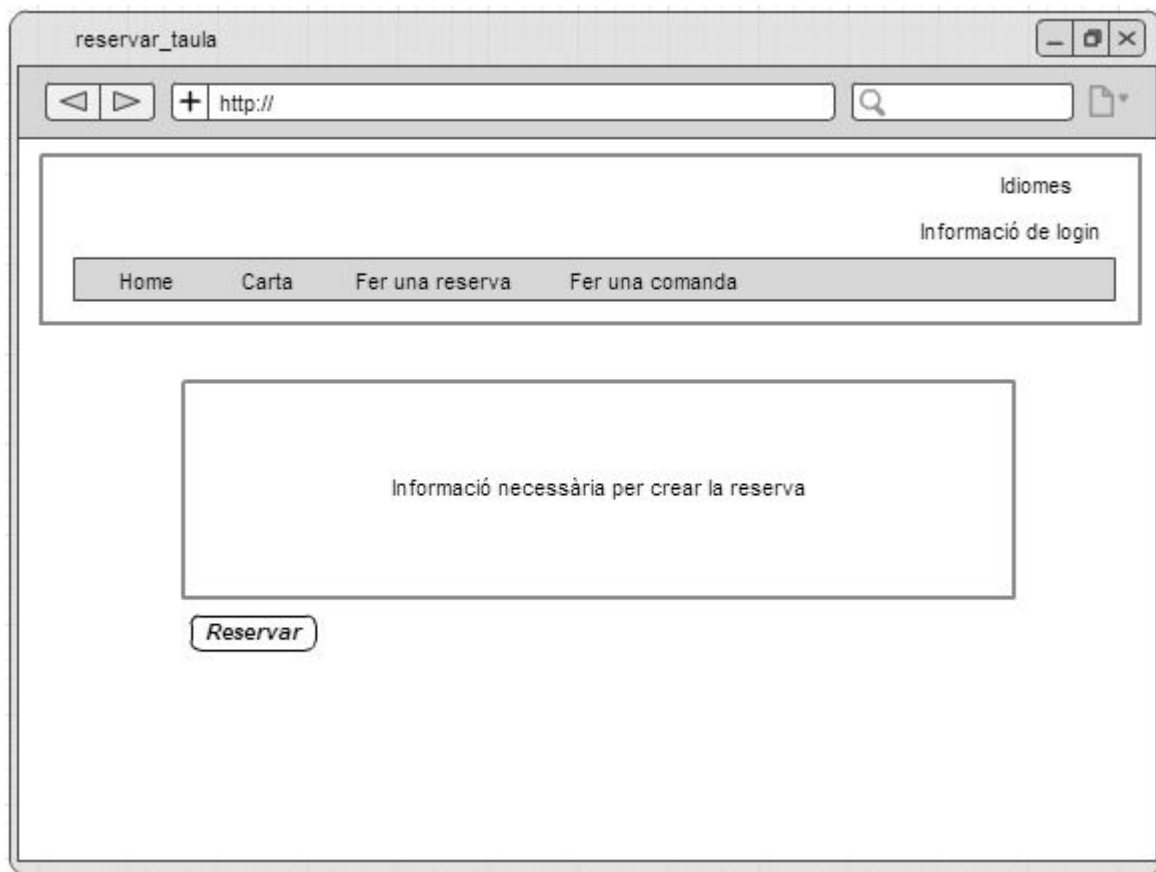 reservar_taula
http://
Idiomes
Informació de login
Home Carta Fer una reserva Fer una comanda
Informació necessària per crear la reserva
Reservar